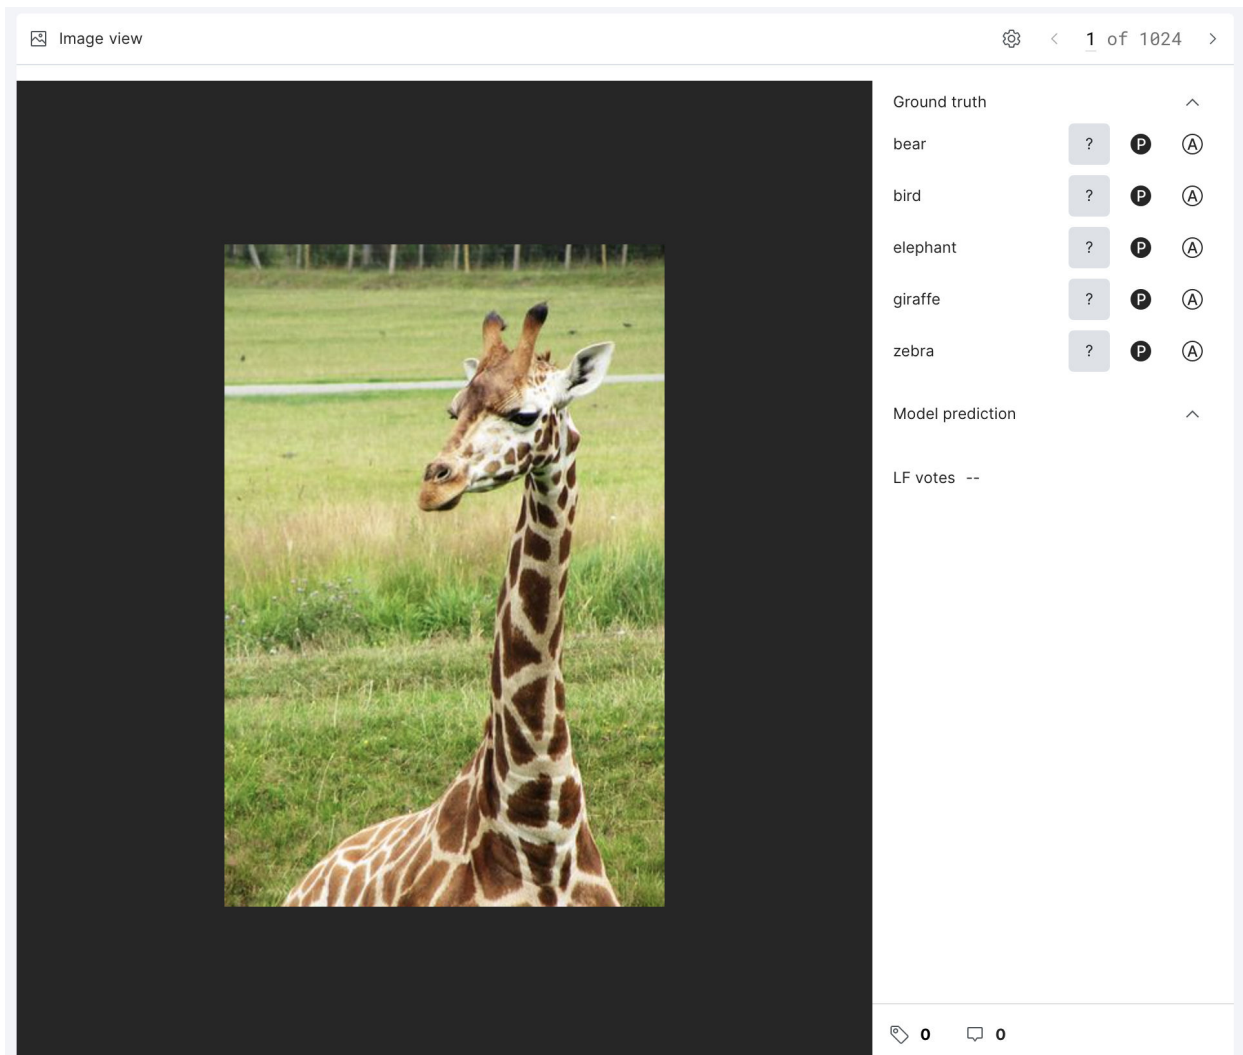 Image view
1 of 1024
Ground truth
bear ? P A
bird ? P A
elephant ? P A
giraffe ? P A
zebra ? P A
Model prediction
LF votes --
0 0